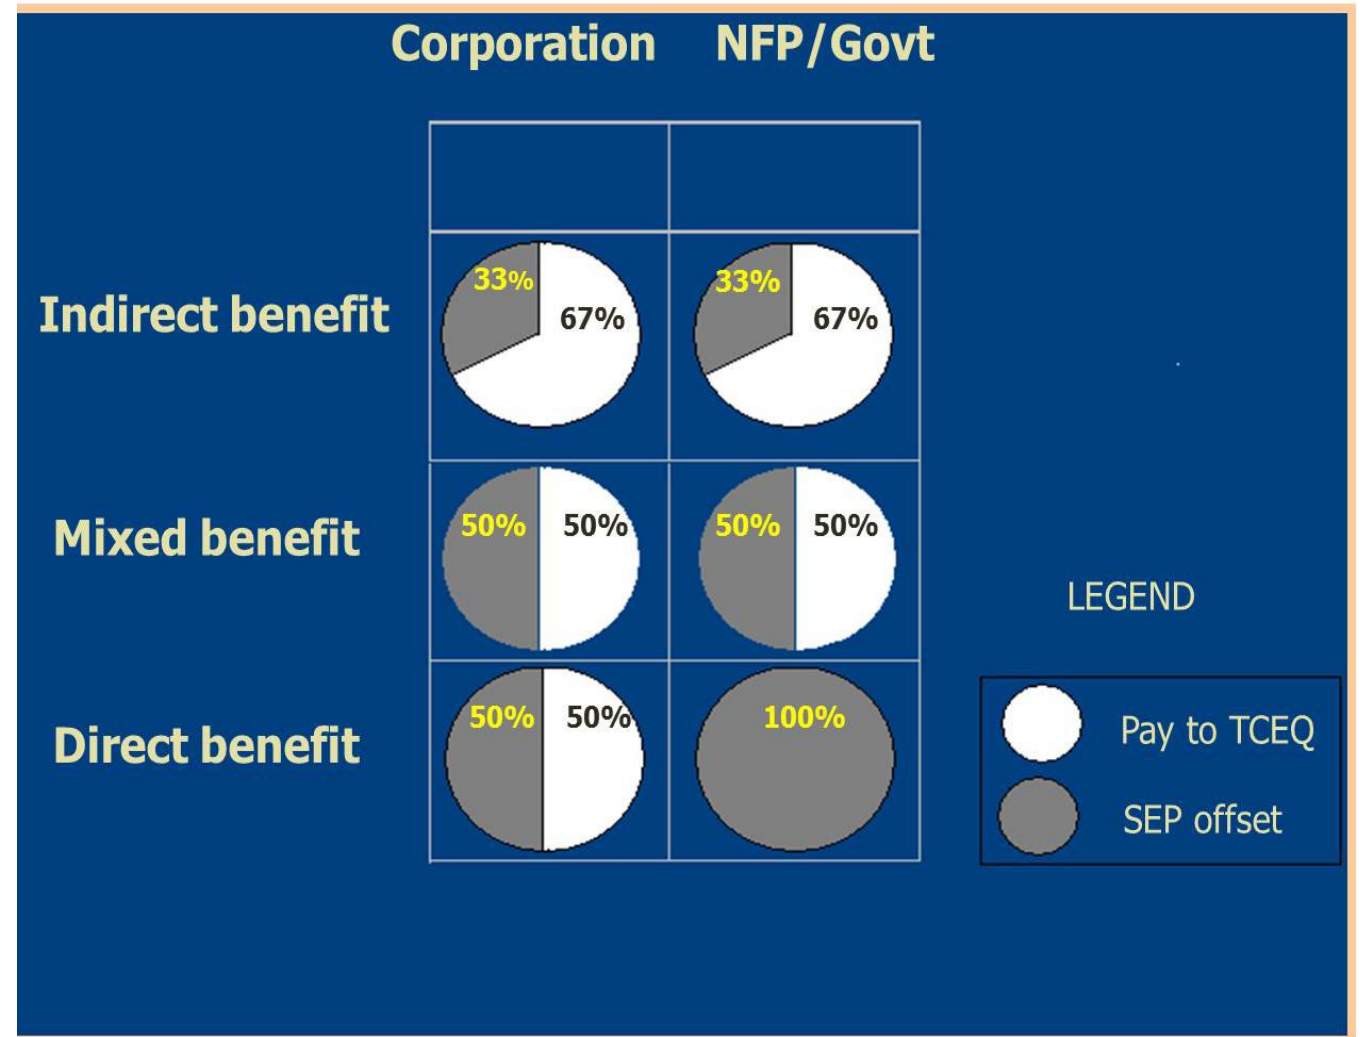 Corporation NFP/Govt
Indirect benefit
33% 67% 33% 67%
Mixed benefit
50% 50% 50% 50%
Direct benefit
50% 50% 100%
LEGEND
Pay to TCEQ
SEP offset